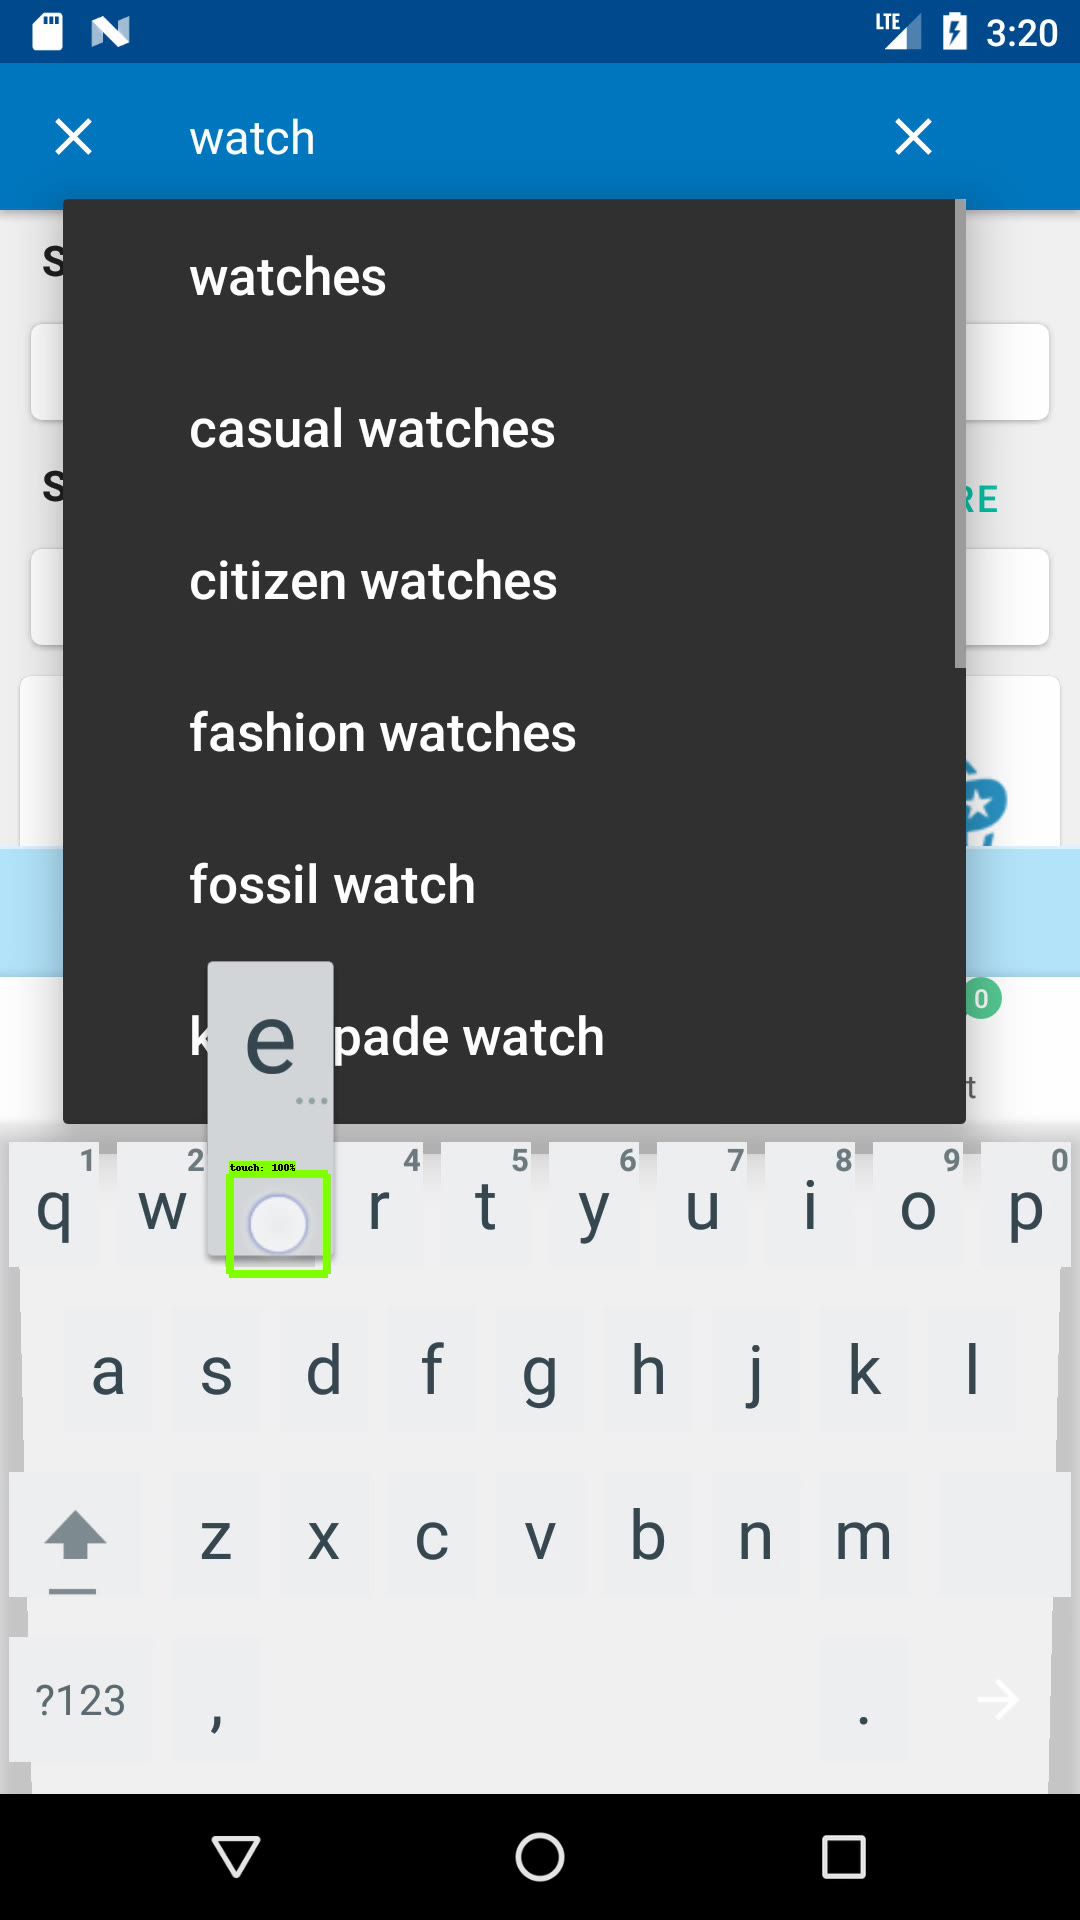 LTE 3:20
watch
S
watches
casual watches
S
RE
citizen watches
fashion watches
fossil watch
0
k pade watch
e
t
touch: 100%
1 2 4 5 6 7 8 9 0
q w r t y u i o p
a s d f g h j k l
z x c v b n m
?123 , .